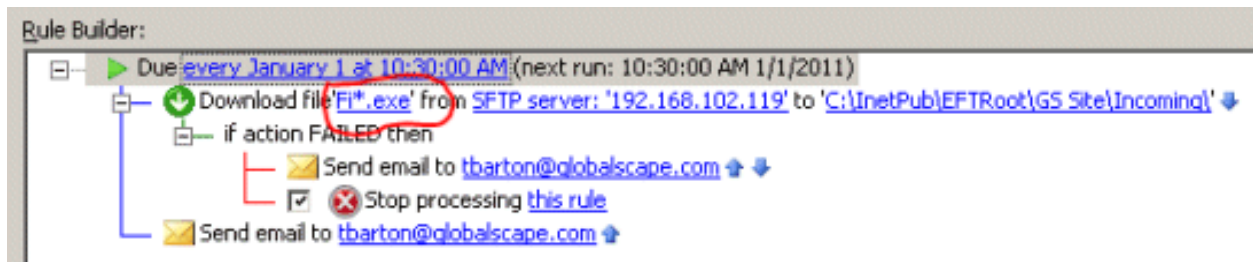 Rule Builder:
Due every January 1 at 10:30:00 AM (next run: 10:30:00 AM 1/1/2011)
Download file'Fi*.exe' from SFTP server: '192.168.102.119' to 'C:\InetPub\EFTRoot\GS Site\Incoming\'
if action FAILED then
Send email to tbarton@globalscape.com
Stop processing this rule
Send email to tbarton@globalscape.com